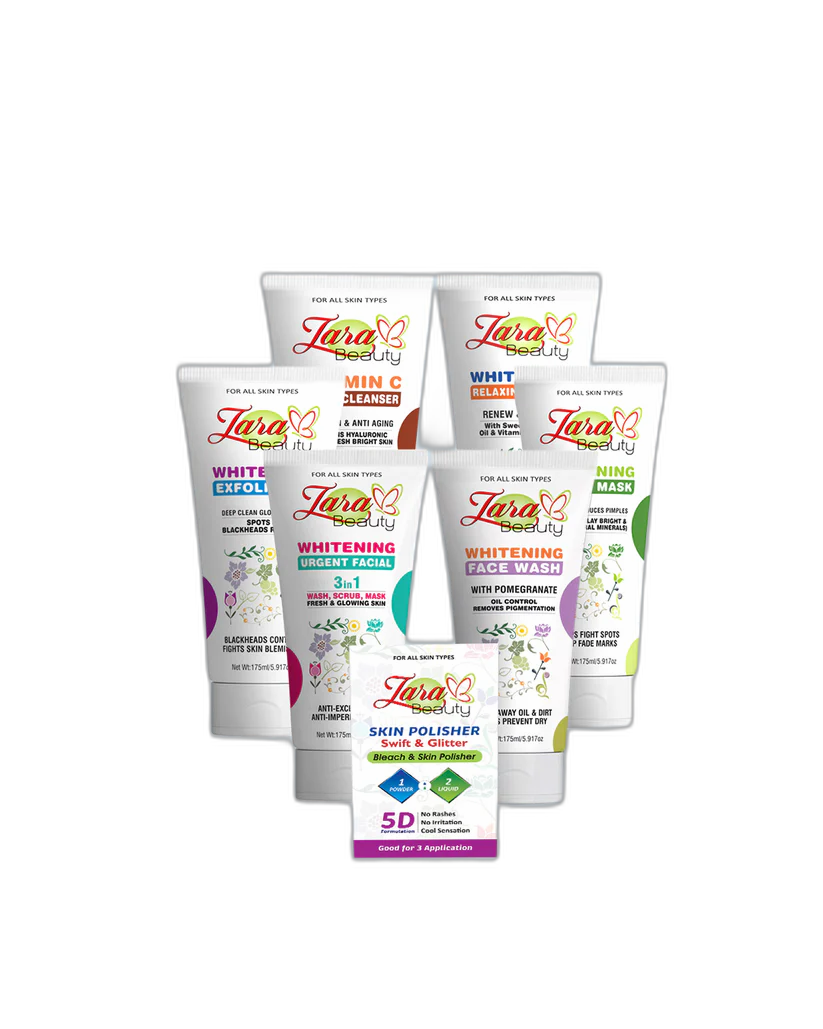 FOR ALL SKIN TYPES
Zara
Beauty
MIN C
CLEANSER
& ANTI AGING
HYALURONIC
ESH BRIGHT SKIN
FOR ALL SKIN TYPES
Zara
Beauty
WHIT
RELAXIN
RENEW
With Swee
Oil & Vitam
FOR ALL SKIN TYPES
Zara
Beauty
WHITE
EXFOLI
DEEP CLEAN GLO
SPOTS
BLACKHEADS R
BLACKHEADS CONT
FIGHTS SKIN BLEMI
Net Wt:175ml/5.917o
FOR ALL SKIN TYPES
Zara
Beauty
NING
MASK
UCES PIMPLES
LAY BRIGHT &
AL MINERALS)
S FIGHT SPOTS
P FADE MARKS
Wt:175ml/5.917oz
FOR ALL SKIN TYPES
Zara
Beauty
WHITENING
URGENT FACIAL
3in1
WASH, SCRUB, MASK
FRESH & GLOWING SKIN
ANTI-EXC
ANTI-IMPER
Net Wt:175m
FOR ALL SKIN TYPES
Zara
Beauty
WHITENING
FACE WASH
WITH POMEGRANATE
OIL CONTROL
REMOVES PIGMENTATION
AWAY OIL & DIRT
S PREVENT DRY
Wt:175ml/5.917oz
FOR ALL SKIN TYPES
Zara
Beauty
SKIN POLISHER
Swift & Glitter
Bleach & Skin Polisher
1
POWDER
&
2
LIQUID
5D
Formulation
No Rashes
No Irritation
Cool Sensation
Good for 3 Application